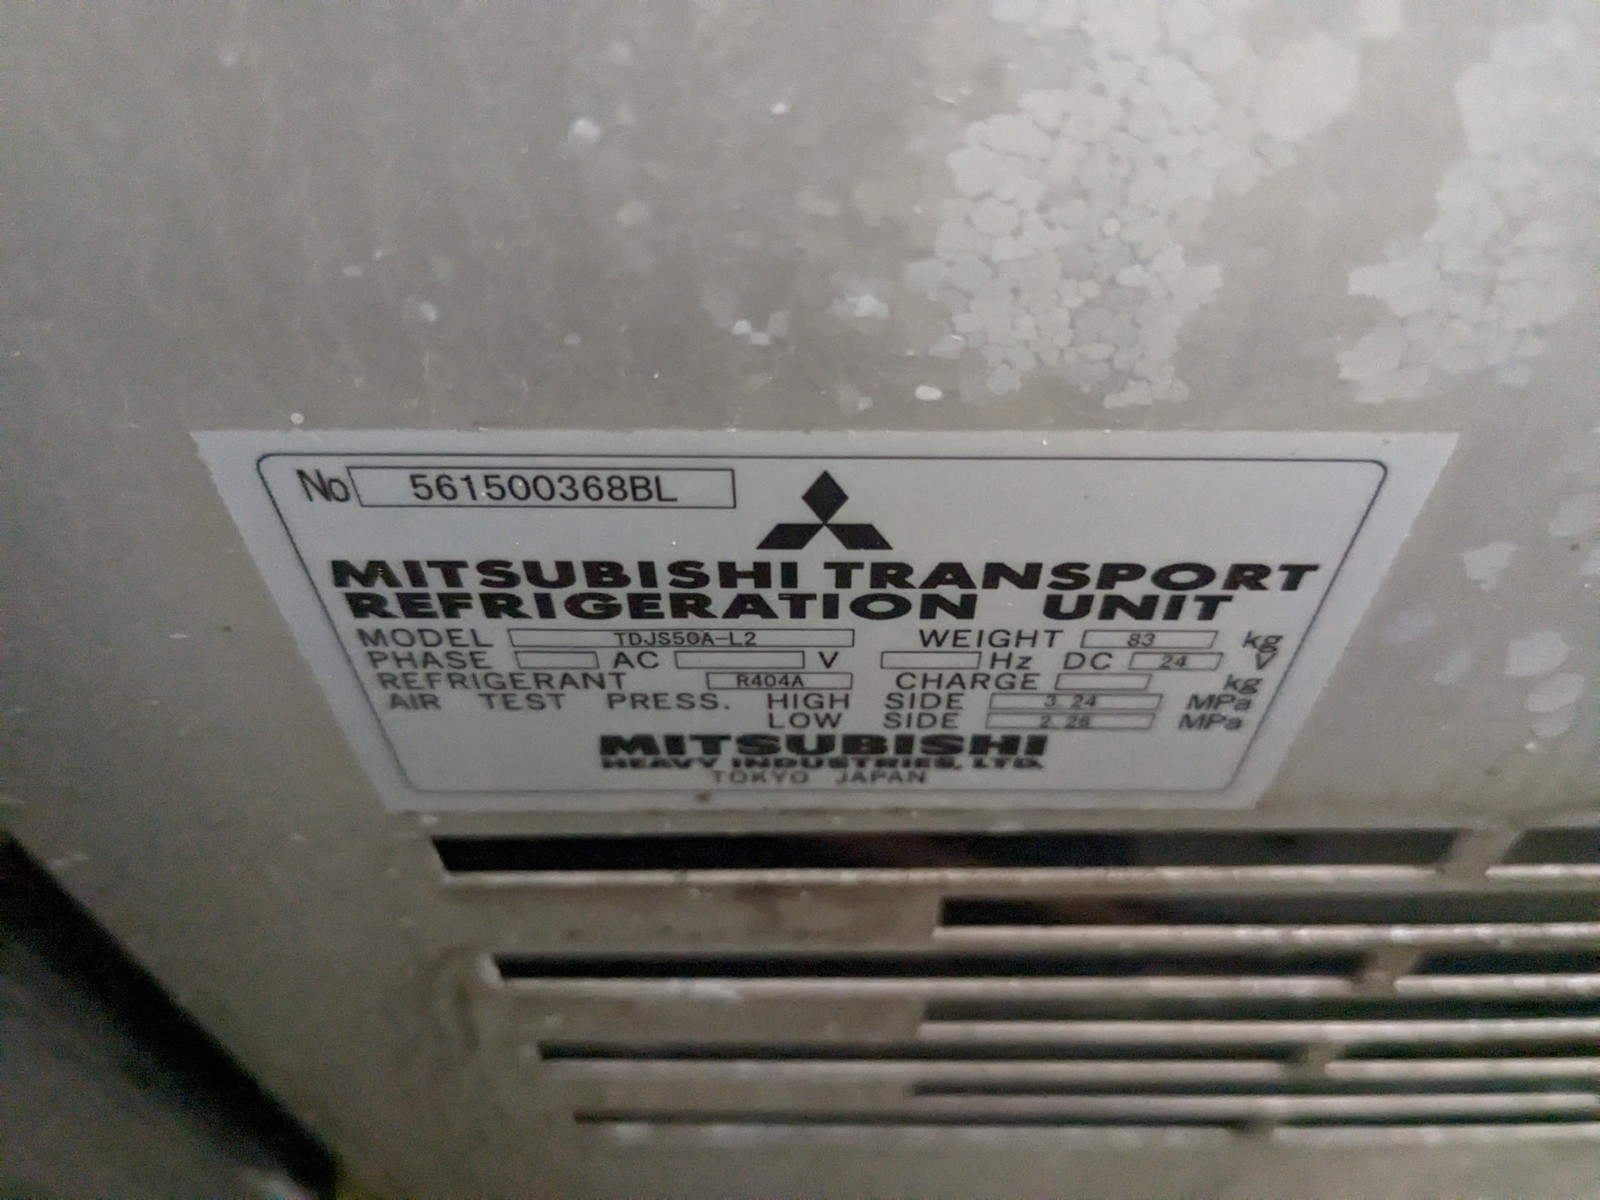 No 561500368BL
MITSUBISHI TRANSPORT
REFRIGERATION UNIT
MODEL TDJS50A-L2 WEIGHT 83 kg
PHASE AC V Hz DC 24 V
REFRIGERANT R404A CHARGE kg
AIR TEST PRESS. HIGH SIDE 3.24 MPa
LOW SIDE 2.26 MPa
MITSUBISHI
HEAVY INDUSTRIES, LTD.
TOKYO JAPAN